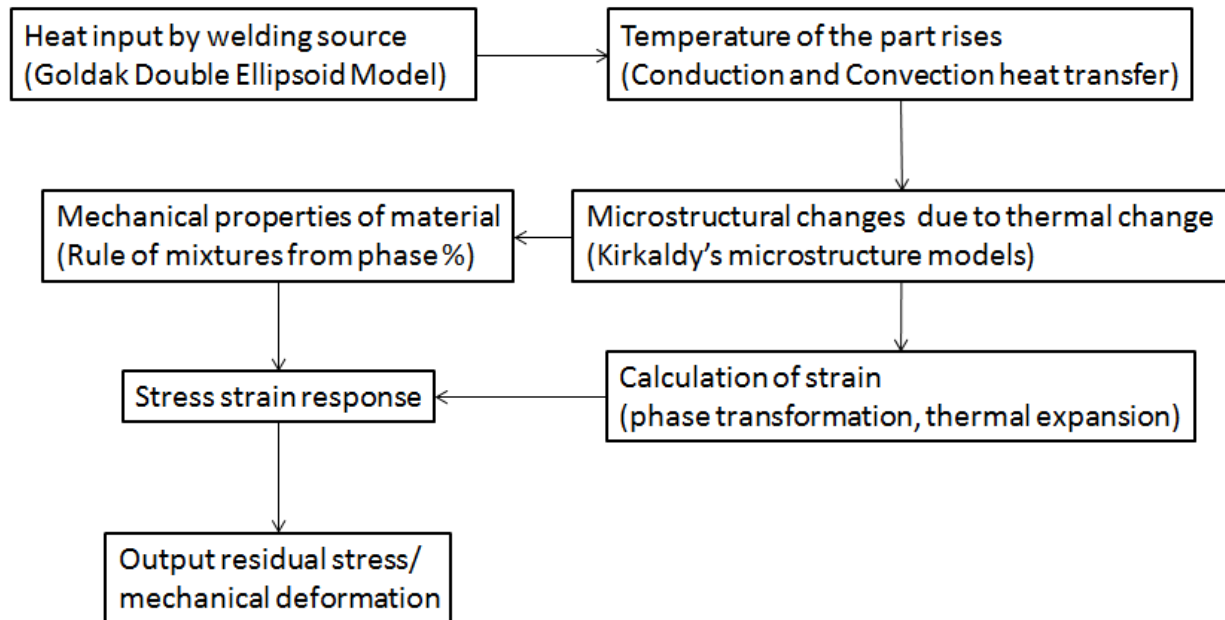 Heat input by welding source
(Goldak Double Ellipsoid Model)
Temperature of the part rises
(Conduction and Convection heat transfer)
Mechanical properties of material
(Rule of mixtures from phase %)
Microstructural changes due to thermal change
(Kirkaldy's microstructure models)
Stress strain response
Calculation of strain
(phase transformation, thermal expansion)
Output residual stress/
mechanical deformation